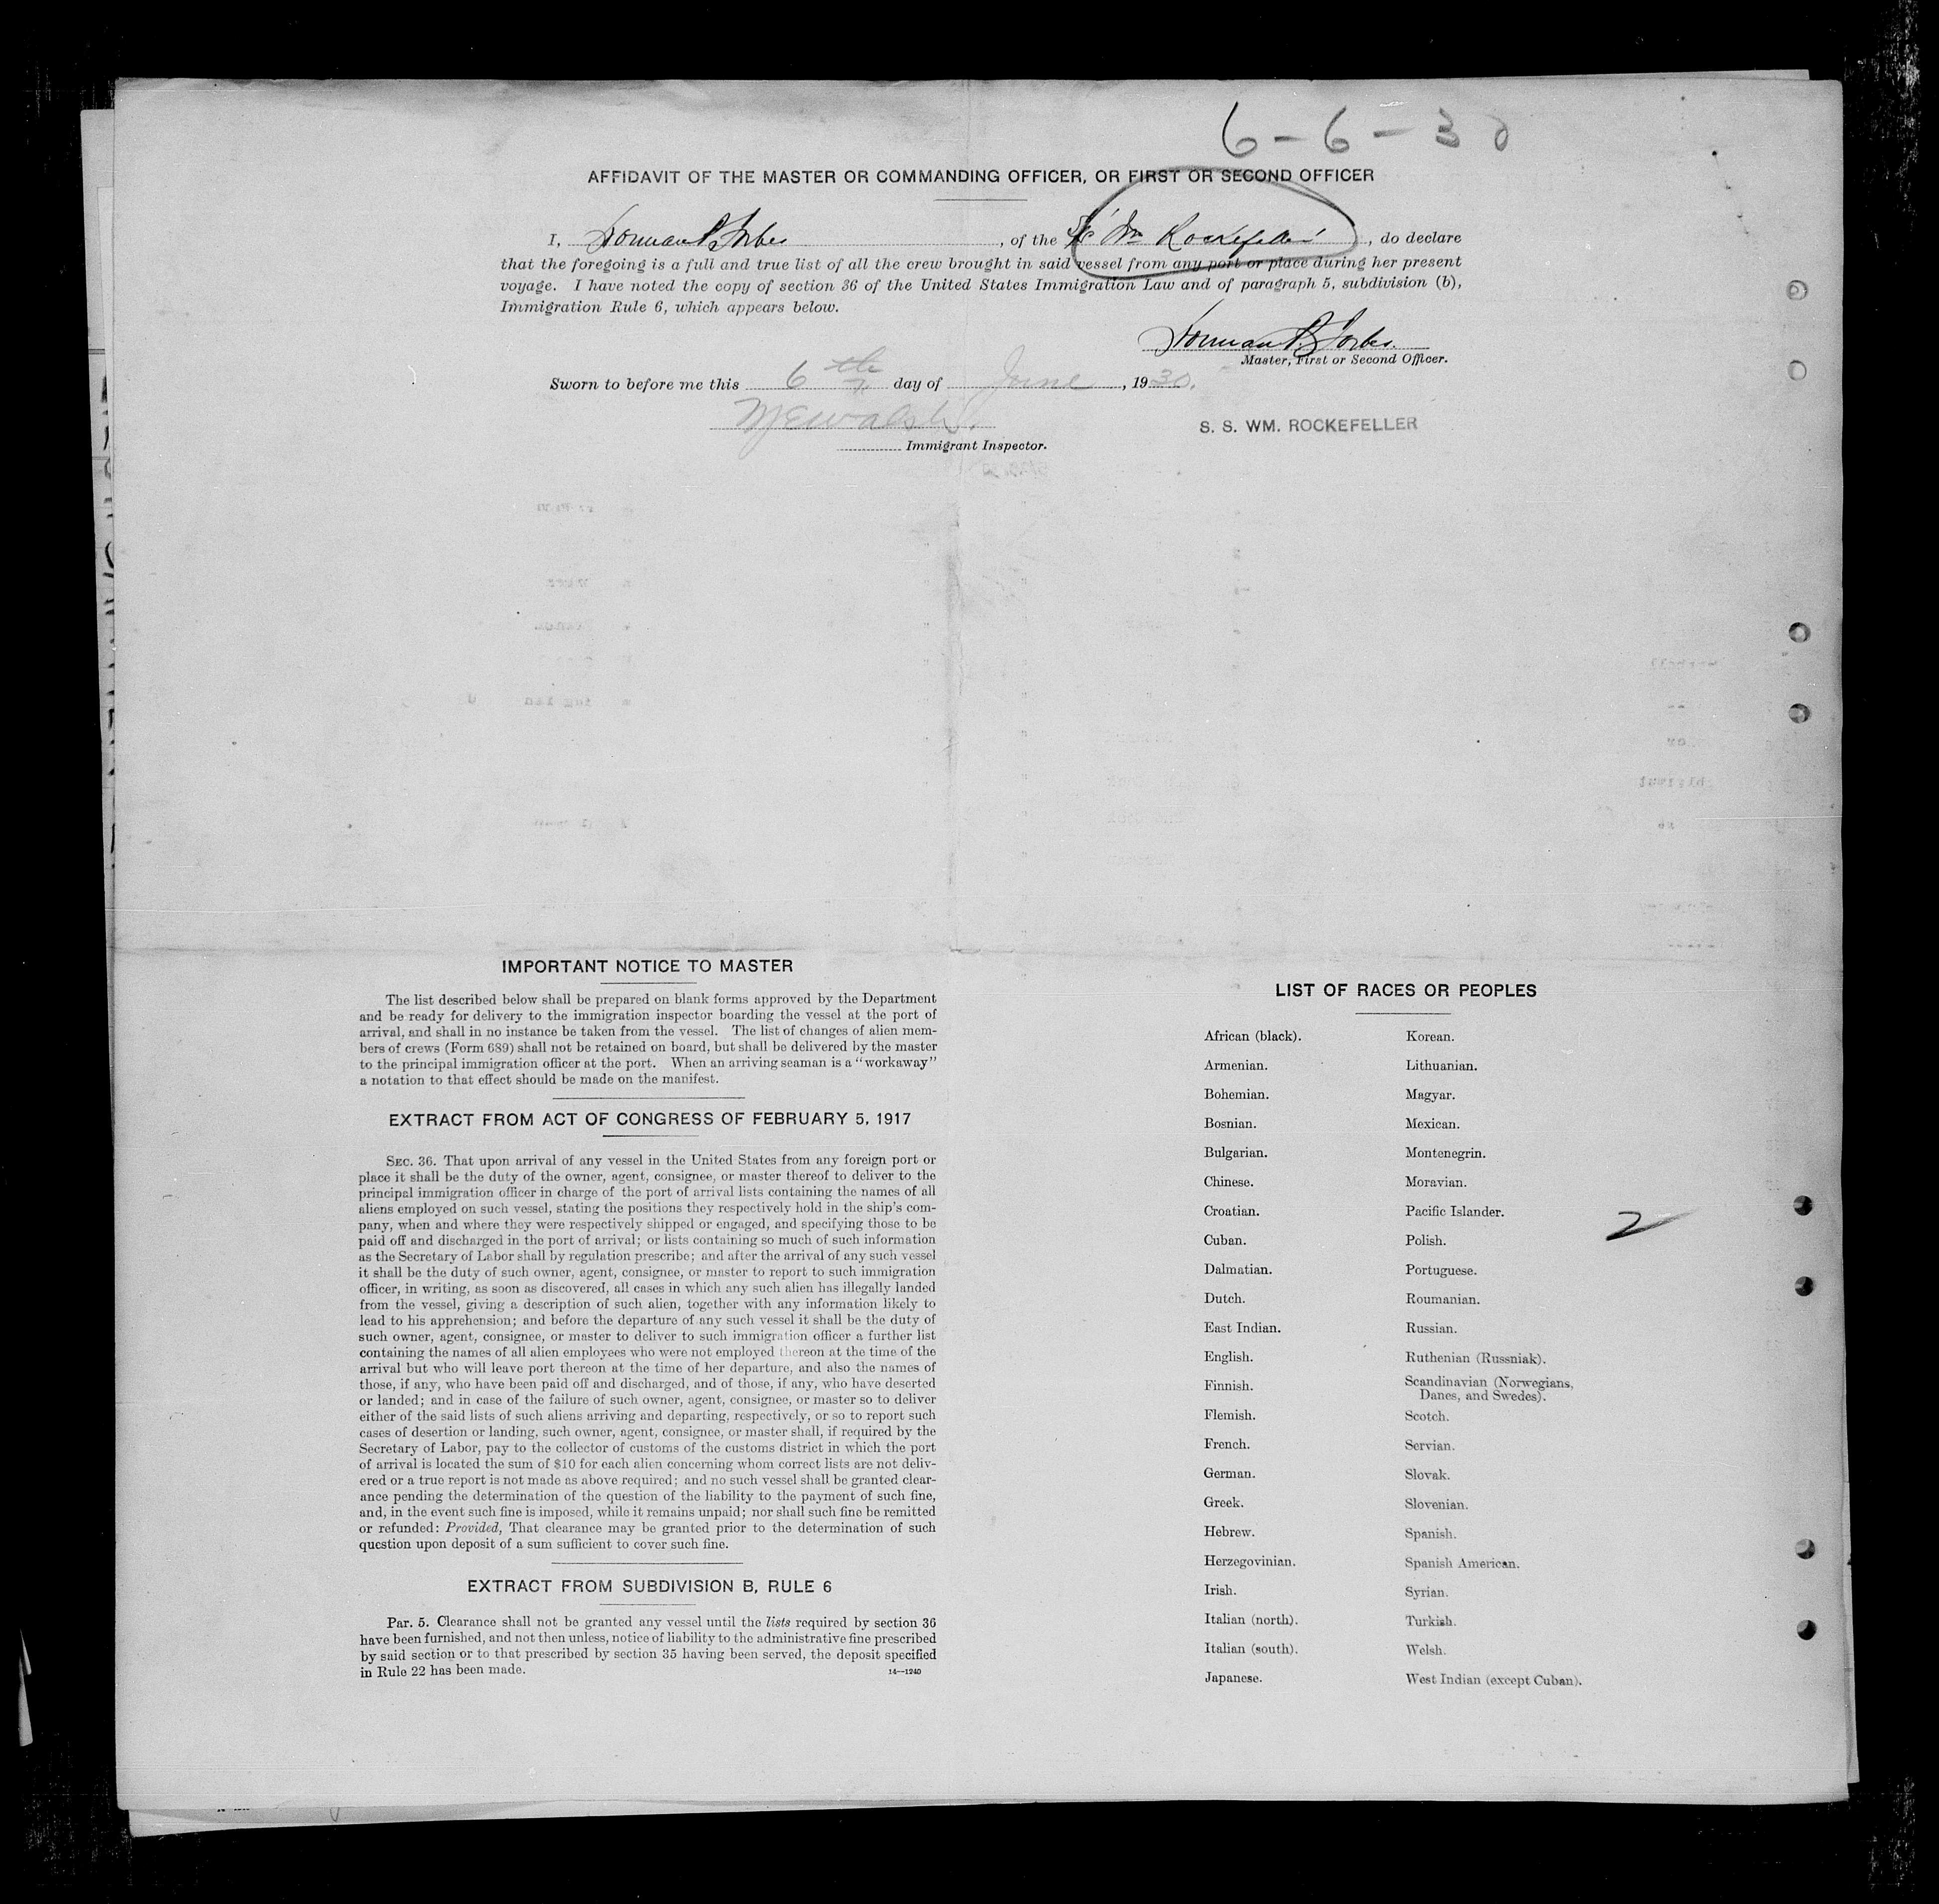 6-6-30
AFFIDAVIT OF THE MASTER OR COMMANDING OFFICER, OR FIRST OR SECOND OFFICER
I, Norman B Forbes, of the SS Wm Rockefeller, do declare
that the foregoing is a full and true list of all the crew brought in said vessel from any port or place during her present
voyage. I have noted the copy of section 36 of the United States Immigration Law and of paragraph 5, subdivision (b),
Immigration Rule 6, which appears below.
Norman B Forbes
Master, First or Second Officer.
Sworn to before me this 6th day of June, 1930.
Immigrant Inspector.
S. S. WM. ROCKEFELLER
IMPORTANT NOTICE TO MASTER
The list described below shall be prepared on blank forms approved by the Department
and be ready for delivery to the immigration inspector boarding the vessel at the port of
arrival, and shall in no instance be taken from the vessel. The list of changes of alien mem-
bers of crews (Form 689) shall not be retained on board, but shall be delivered by the master
to the principal immigration officer at the port. When an arriving seaman is a "workaway"
a notation to that effect should be made on the manifest.
EXTRACT FROM ACT OF CONGRESS OF FEBRUARY 5, 1917
SEC. 36. That upon arrival of any vessel in the United States from any foreign port or
place it shall be the duty of the owner, agent, consignee, or master thereof to deliver to the
principal immigration officer in charge of the port of arrival lists containing the names of all
aliens employed on such vessel, stating the positions they respectively hold in the ship's com-
pany, when and where they were respectively shipped or engaged, and specifying those to be
paid off and discharged in the port of arrival; or lists containing so much of such information
as the Secretary of Labor shall by regulation prescribe; and after the arrival of any such vessel
it shall be the duty of such owner, agent, consignee, or master to report to such immigration
officer, in writing, as soon as discovered, all cases in which any such alien has illegally landed
from the vessel, giving a description of such alien, together with any information likely to
lead to his apprehension; and before the departure of any such vessel it shall be the duty of
such owner, agent, consignee, or master to deliver to such immigration officer a further list
containing the names of all alien employees who were not employed thereon at the time of the
arrival but who will leave port thereon at the time of her departure, and also the names of
those, if any, who have been paid off and discharged, and of those, if any, who have deserted
or landed; and in case of the failure of such owner, agent, consignee, or master so to deliver
either of the said lists of such aliens arriving and departing, respectively, or so to report such
cases of desertion or landing, such owner, agent, consignee, or master shall, if required by the
Secretary of Labor, pay to the collector of customs of the customs district in which the port
of arrival is located the sum of $10 for each alien concerning whom correct lists are not deliv-
ered or a true report is not made as above required; and no such vessel shall be granted clear-
ance pending the determination of the question of the liability to the payment of such fine,
and, in the event such fine is imposed, while it remains unpaid; nor shall such fine be remitted
or refunded: Provided, That clearance may be granted prior to the determination of such
question upon deposit of a sum sufficient to cover such fine.
EXTRACT FROM SUBDIVISION B, RULE 6
Par. 5. Clearance shall not be granted any vessel until the lists required by section 36
have been furnished, and not then unless, notice of liability to the administrative fine prescribed
by said section or to that prescribed by section 35 having been served, the deposit specified
in Rule 22 has been made.
14—1240
LIST OF RACES OR PEOPLES
African (black). Korean.
Armenian. Lithuanian.
Bohemian. Magyar.
Bosnian. Mexican.
Bulgarian. Montenegrin.
Chinese. Moravian.
Croatian. Pacific Islander.
2
Cuban. Polish.
Dalmatian. Portuguese.
Dutch. Roumanian.
East Indian. Russian.
English. Ruthenian (Russniak).
Finnish. Scandinavian (Norwegians,
Danes, and Swedes).
Flemish. Scotch.
French. Servian.
German. Slovak.
Greek. Slovenian.
Hebrew. Spanish.
Herzegovinian. Spanish American.
Irish. Syrian.
Italian (north). Turkish.
Italian (south). Welsh.
Japanese. West Indian (except Cuban).